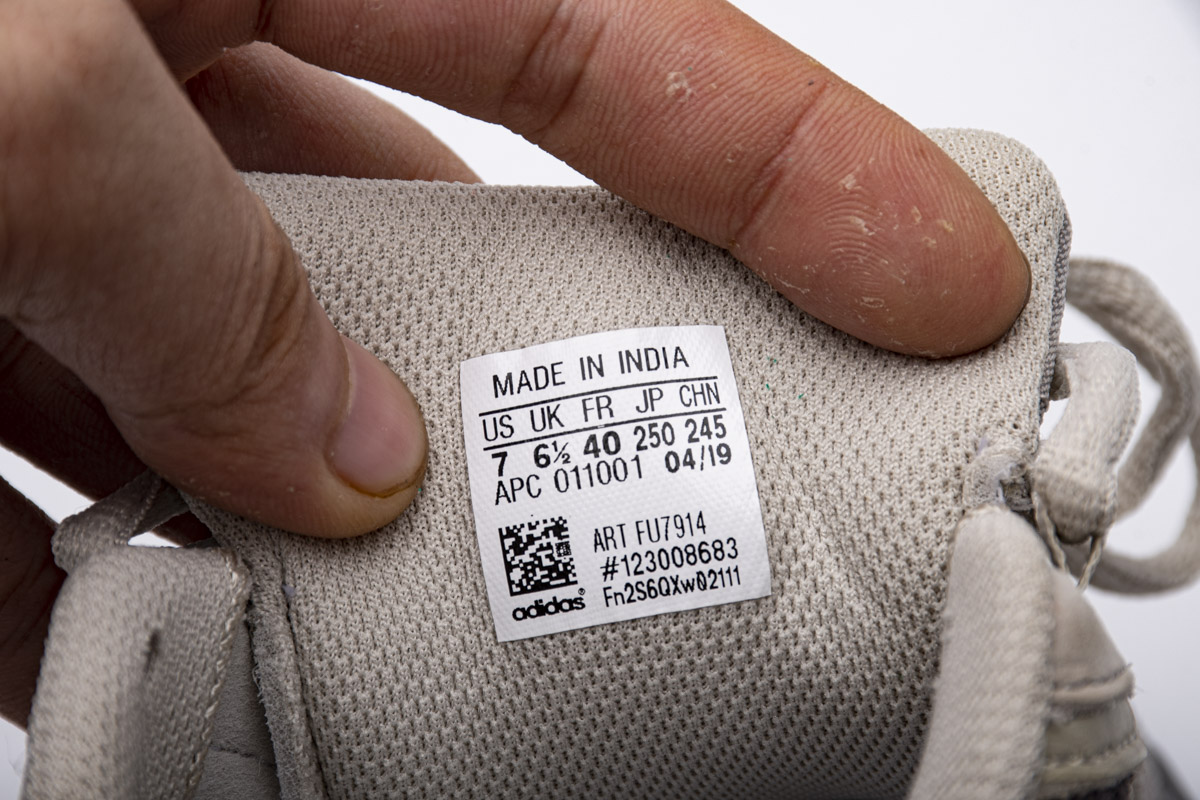 MADE IN INDIA
US UK FR JP CHN
7 6½ 40 250 245
APC 011001 04/19
ART FU7914
#123008683
Fn2S6QXw02111
adidas®